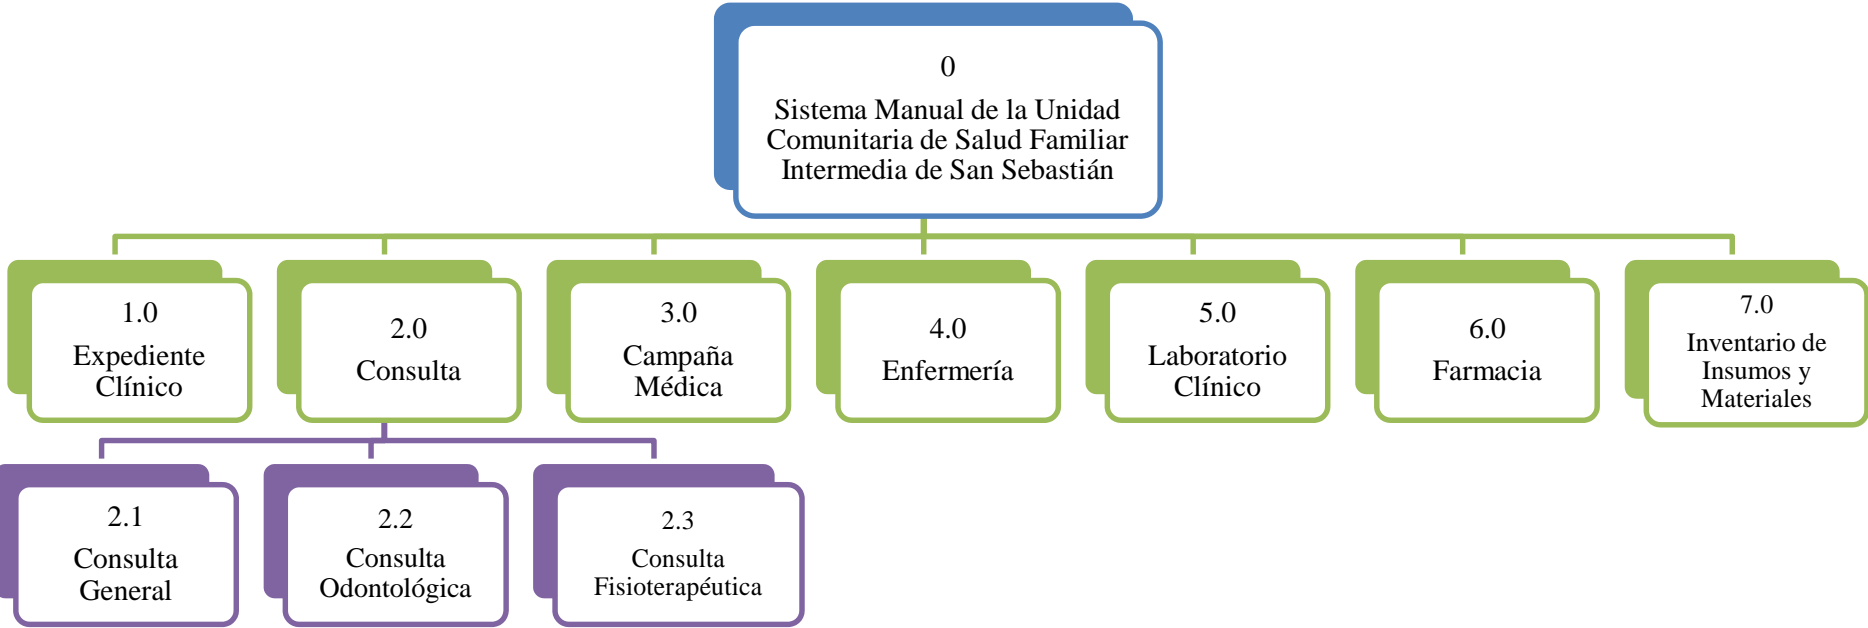 0
Sistema Manual de la Unidad
Comunitaria de Salud Familiar
Intermedia de San Sebastián
1.0
Expediente
Clínico
2.0
Consulta
3.0
Campaña
Médica
4.0
Enfermería
5.0
Laboratorio
Clínico
6.0
Farmacia
7.0
Inventario de
Insumos y
Materiales
2.1
Consulta
General
2.2
Consulta
Odontológica
2.3
Consulta
Fisioterapéutica